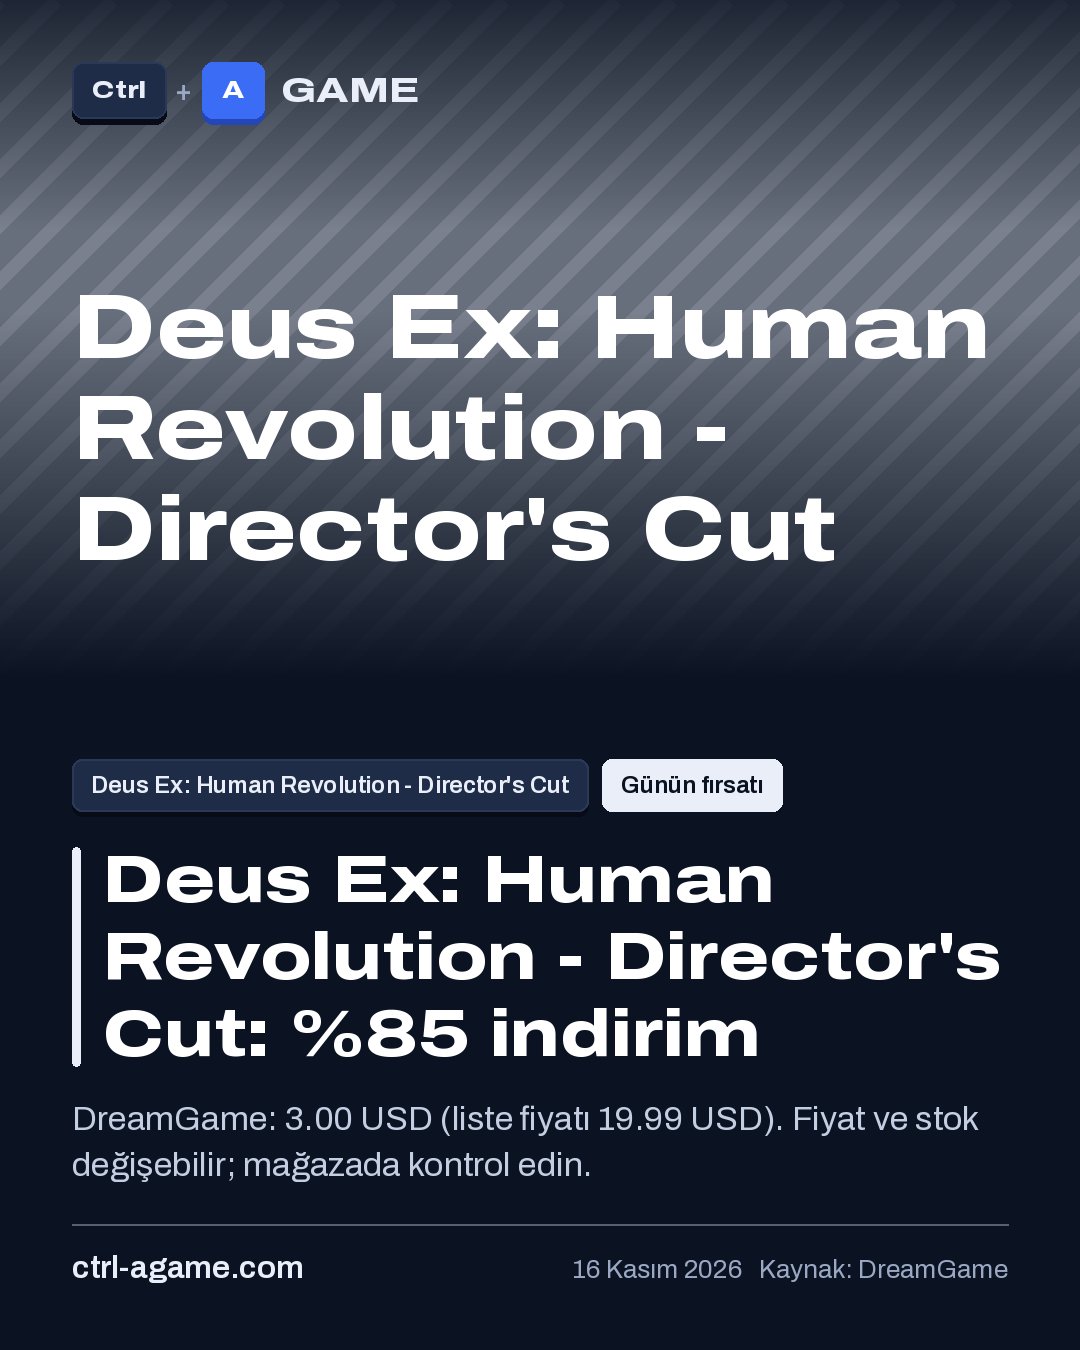 Ctrl + A GAME
Deus Ex: Human
Revolution -
Director's Cut
Deus Ex: Human Revolution - Director's Cut Günün fırsatı
Deus Ex: Human
Revolution - Director's
Cut: %85 indirim
DreamGame: 3.00 USD (liste fiyatı 19.99 USD). Fiyat ve stok
değişebilir; mağazada kontrol edin.
ctrl-agame.com 16 Kasım 2026 Kaynak: DreamGame